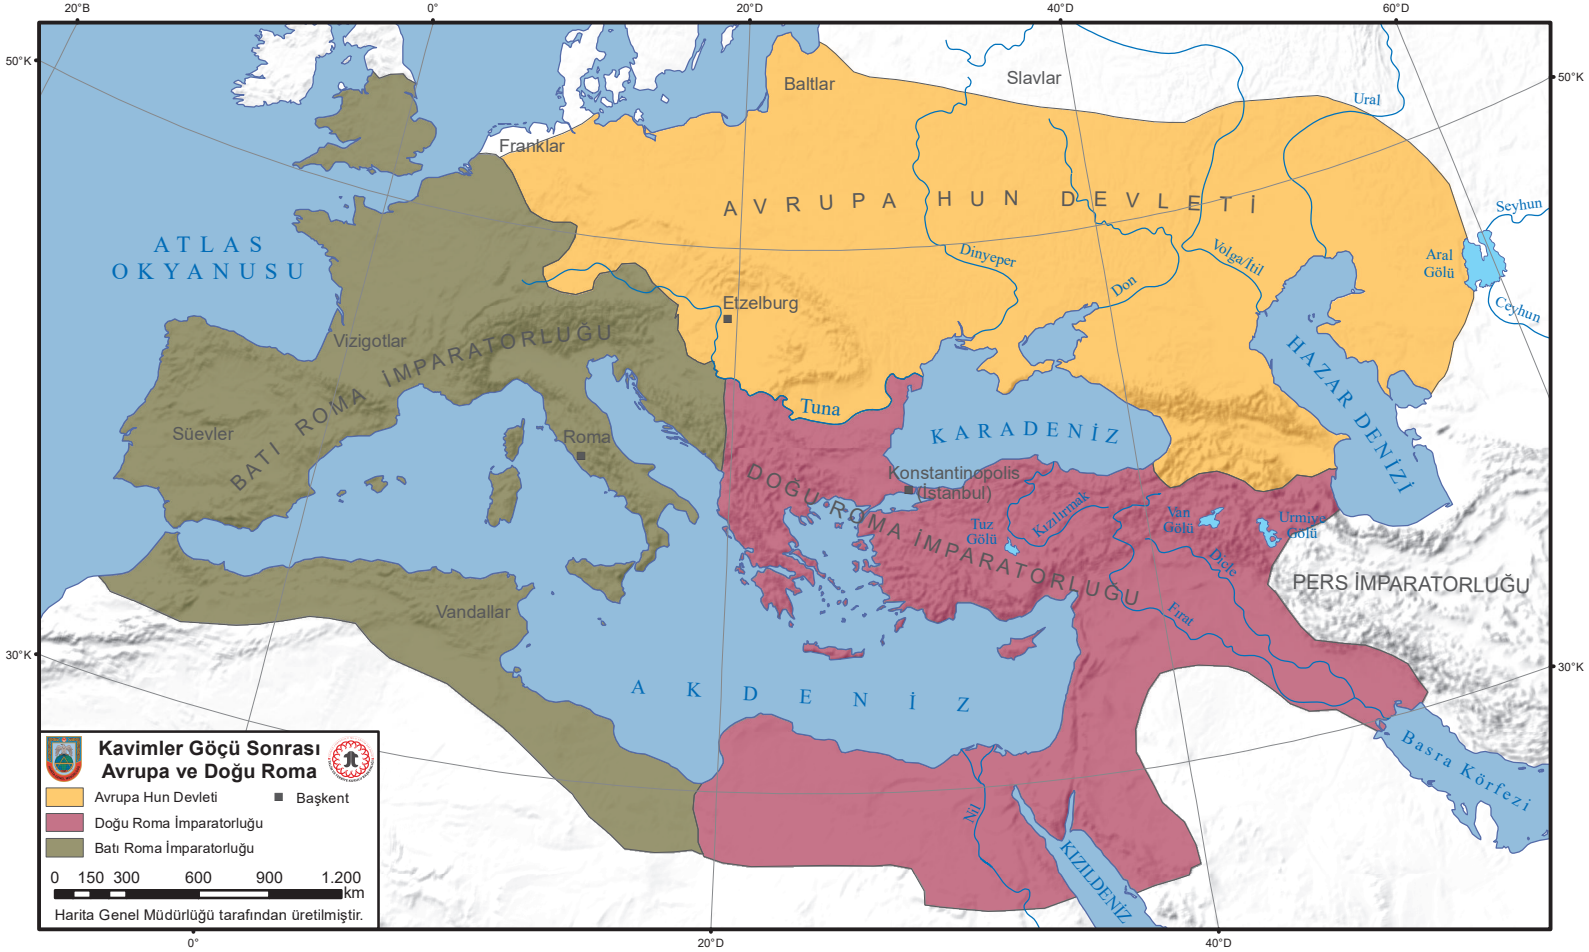 20°B
0°
20°D
40°D
60°D
50°K
50°K
Slavlar
Baltlar
Ural
Franklar
AVRUPA HUN DEVLETİ
Seyhun
ATLAS
OKYANUSU
Dinyeper
Volga/İtil
Aral
Gölü
Don
Ceyhun
Etzelburg
Vizigotlar
BATI ROMA İMPARATORLUĞU
HAZAR DENİZİ
Tuna
Süevler
Roma
KARADENİZ
Konstantinopolis
(İstanbul)
DOĞU ROMA İMPARATORLUĞU
Kızılırmak
Tuz
Gölü
Van
Gölü
Urmiye
Gölü
Dicle
PERS İMPARATORLUĞU
Vandallar
Fırat
30°K
30°K
AKDENİZ
Basra Körfezi
Nil
KIZILDENİZ
Kavimler Göçü Sonrası
Avrupa ve Doğu Roma
Avrupa Hun Devleti
Başkent
Doğu Roma İmparatorluğu
Batı Roma İmparatorluğu
0 150 300 600 900 1.200
km
Harita Genel Müdürlüğü tarafından üretilmiştir.
0°
20°D
40°D